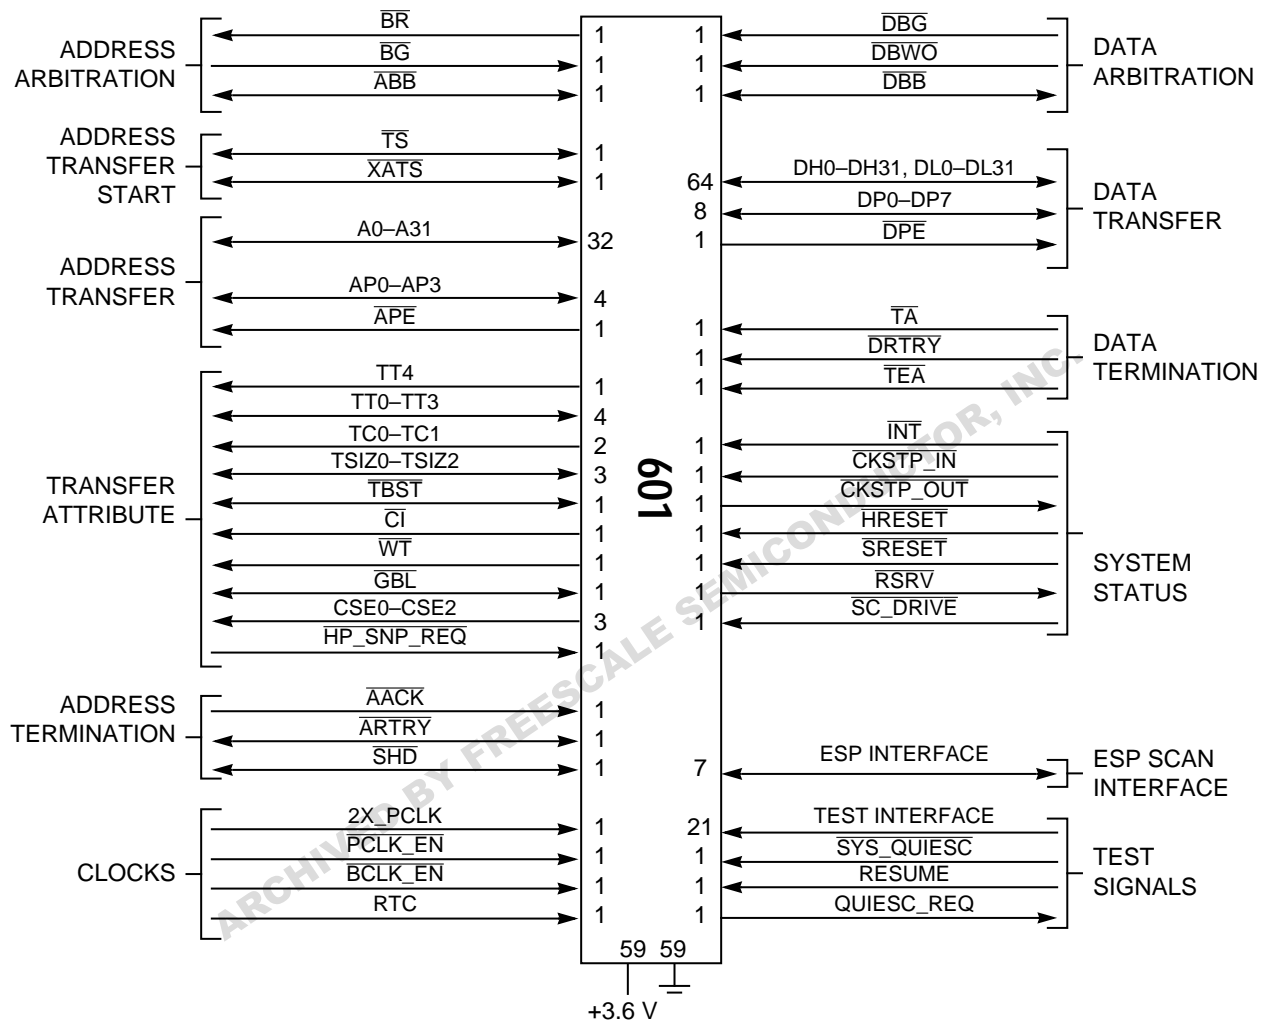 ADDRESS
ARBITRATION
BR
1
BG
1
ABB
1
ADDRESS
TRANSFER
START
TS
1
XATS
1
ADDRESS
TRANSFER
A0–A31
32
AP0–AP3
4
APE
1
TRANSFER
ATTRIBUTE
TT4
1
TT0–TT3
4
TC0–TC1
2
TSIZ0–TSIZ2
3
TBST
1
CI
1
WT
1
GBL
1
CSE0–CSE2
3
HP_SNP_REQ
1
ADDRESS
TERMINATION
AACK
1
ARTRY
1
SHD
1
CLOCKS
2X_PCLK
1
PCLK_EN
1
BCLK_EN
1
RTC
1
601
59 59
+3.6 V
1
DBG
1
DBWO
1
DBB
DATA
ARBITRATION
64
DH0–DH31, DL0–DL31
8
DP0–DP7
1
DPE
DATA
TRANSFER
1
TA
1
DRTRY
1
TEA
DATA
TERMINATION
1
INT
1
CKSTP_IN
1
CKSTP_OUT
1
HRESET
1
SRESET
1
RSRV
1
SC_DRIVE
SYSTEM
STATUS
7
ESP INTERFACE
ESP SCAN
INTERFACE
21
TEST INTERFACE
1
SYS_QUIESC
1
RESUME
1
QUIESC_REQ
TEST
SIGNALS
ARCHIVED BY FREESCALE SEMICONDUCTOR, INC.